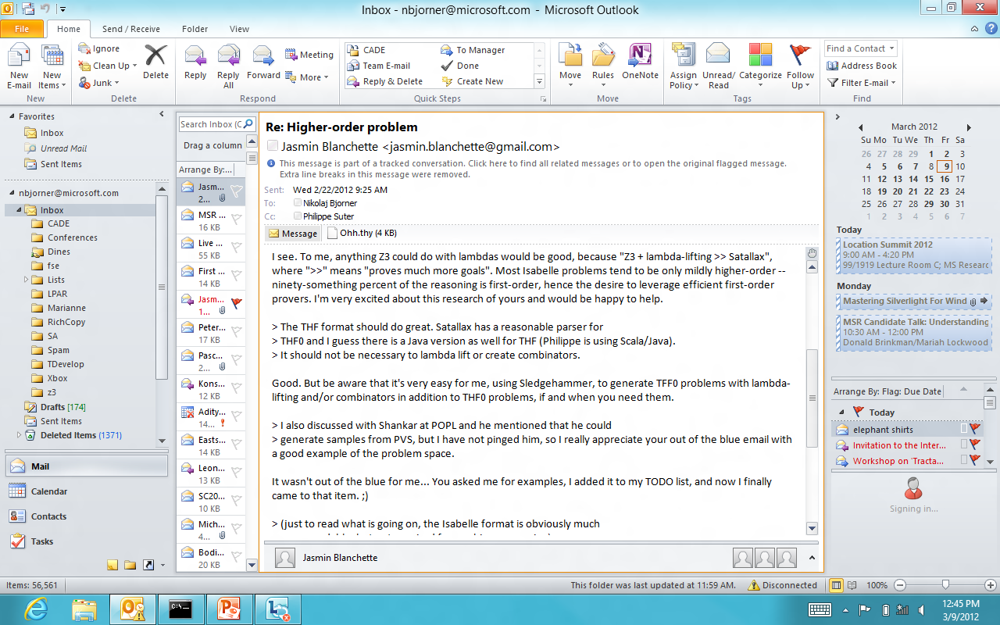 Inbox - nbjorner@microsoft.com - Microsoft Outlook
File Home Send / Receive Folder View
New E-mail
New Items
New
Ignore
Clean Up
Junk
Delete
Delete
Reply
Reply All
Forward
Meeting
More
Respond
CADE
Team E-mail
Reply & Delete
To Manager
Done
Create New
Quick Steps
Move
Rules
OneNote
Move
Assign Policy
Unread/ Read
Categorize
Follow Up
Tags
Find a Contact
Address Book
Filter E-mail
Find
Favorites
Inbox
Unread Mail
Sent Items
nbjorner@microsoft.com
Inbox
CADE
Conferences
Dines
fse
Lists
LPAR
Marianne
RichCopy
SA
Spam
TDevelop
Xbox
z3
Drafts [174]
Sent Items
Deleted Items (1371)
Mail
Calendar
Contacts
Tasks
Search Inbox (C
Drag a column
Arrange By:...
Jasm...
2...
MSR ...
16 KB
Live ...
55 KB
First ...
14 KB
Jasm...
1...
Peter...
17 KB
Pasc...
2...
Kons...
12 KB
Adity...
14...
Easts...
14 KB
Leon...
13 KB
SC20...
10 KB
Mich...
4...
Bodi...
20 KB
Re: Higher-order problem
Jasmin Blanchette <jasmin.blanchette@gmail.com>
This message is part of a tracked conversation. Click here to find all related messages or to open the original flagged message.
Extra line breaks in this message were removed.
Sent: Wed 2/22/2012 9:25 AM
To: Nikolaj Bjorner
Cc: Philippe Suter
Message Ohh.thy (4 KB)
I see. To me, anything Z3 could do with lambdas would be good, because "Z3 + lambda-lifting >> Satallax",
where ">>" means "proves much more goals". Most Isabelle problems tend to be only mildly higher-order --
ninety-something percent of the reasoning is first-order, hence the desire to leverage efficient first-order
provers. I'm very excited about this research of yours and would be happy to help.
> The THF format should do great. Satallax has a reasonable parser for
> THF0 and I guess there is a Java version as well for THF (Philippe is using Scala/Java).
> It should not be necessary to lambda lift or create combinators.
Good. But be aware that it's very easy for me, using Sledgehammer, to generate TFF0 problems with lambda-
lifting and/or combinators in addition to THF0 problems, if and when you need them.
> I also discussed with Shankar at POPL and he mentioned that he could
> generate samples from PVS, but I have not pinged him, so I really appreciate your out of the blue email with
a good example of the problem space.
It wasn't out of the blue for me... You asked me for examples, I added it to my TODO list, and now I finally
came to that item. ;)
> (just to read what is going on, the Isabelle format is obviously much
Jasmin Blanchette
March 2012
Su Mo Tu We Th Fr Sa
26 27 28 29 1 2 3
4 5 6 7 8 9 10
11 12 13 14 15 16 17
18 19 20 21 22 23 24
25 26 27 28 29 30 31
1 2 3 4 5 6 7
Today
Location Summit 2012
9:00 AM - 4:20 PM
99/1919 Lecture Room C; MS Researc
Monday
Mastering Silverlight For Wind
MSR Candidate Talk: Understanding
10:30 AM - 12:00 PM
Donald Brinkman/Mariah Lockwood
Arrange By: Flag: Due Date
Today
elephant shirts
Invitation to the Inter...
Workshop on 'Tracta...
Signing in...
Items: 56,561
This folder was last updated at 11:59 AM.
Disconnected
100%
12:45 PM
3/9/2012